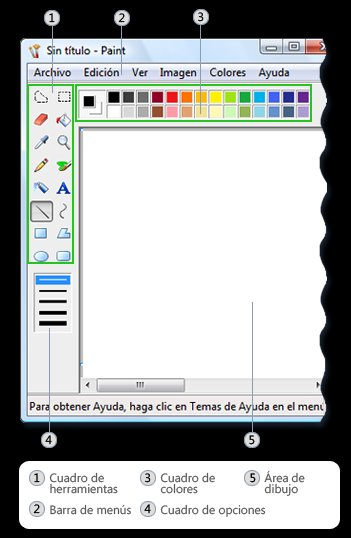 1 2 3
Sin título - Paint
Archivo Edición Ver Imagen Colores Ayuda
A
Para obtener Ayuda, haga clic en Temas de Ayuda en el menú
4 5
1 Cuadro de herramientas
3 Cuadro de colores
5 Área de dibujo
2 Barra de menús
4 Cuadro de opciones